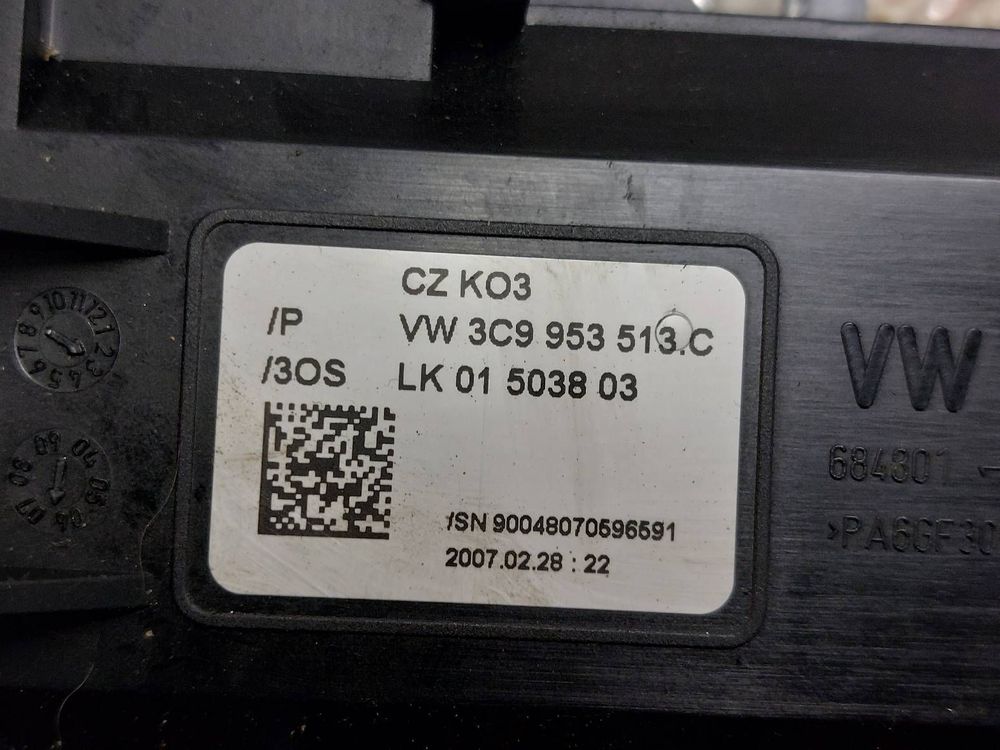 CZ KO3
/P VW 3C9 953 513.C
/3OS LK 01 5038 03
/SN 90048070596591
2007.02.28 : 22
VW
684801
>PA6GF30